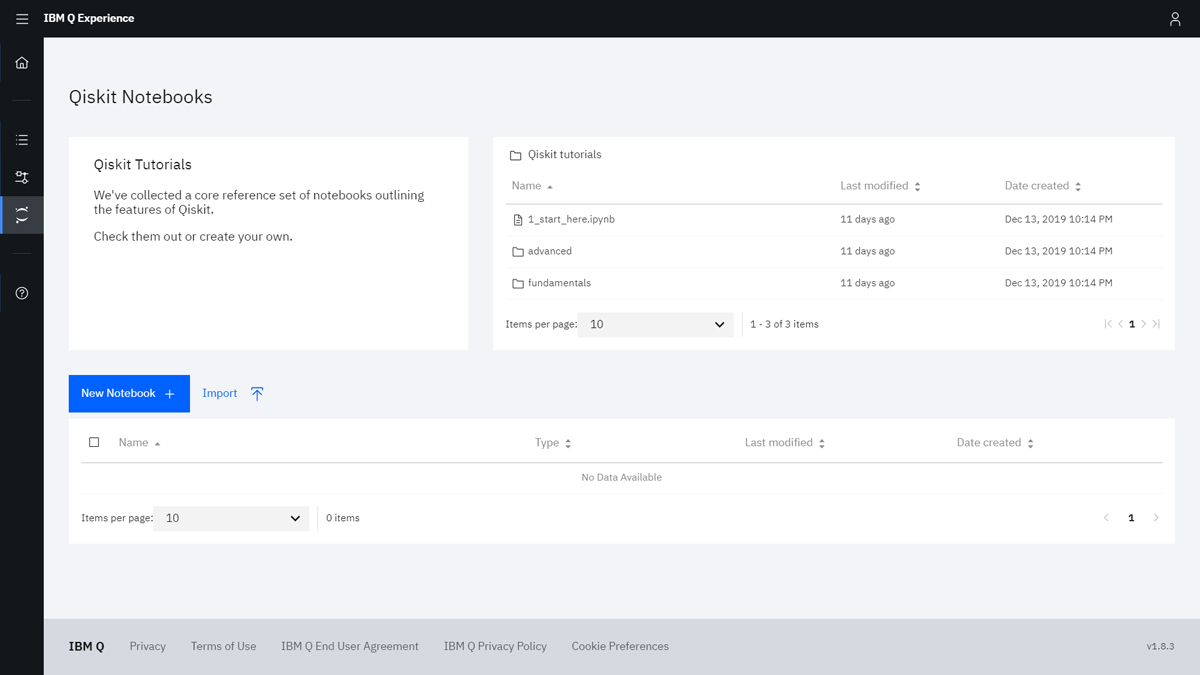 IBM Q Experience
Qiskit Notebooks
Qiskit Tutorials
We've collected a core reference set of notebooks outlining
the features of Qiskit.
Check them out or create your own.
Qiskit tutorials
Name Last modified Date created
1_start_here.ipynb 11 days ago Dec 13, 2019 10:14 PM
advanced 11 days ago Dec 13, 2019 10:14 PM
fundamentals 11 days ago Dec 13, 2019 10:14 PM
Items per page: 10 1 - 3 of 3 items 1
New Notebook + Import
Name Type Last modified Date created
No Data Available
Items per page: 10 0 items 1
IBM Q Privacy Terms of Use IBM Q End User Agreement IBM Q Privacy Policy Cookie Preferences v1.8.3